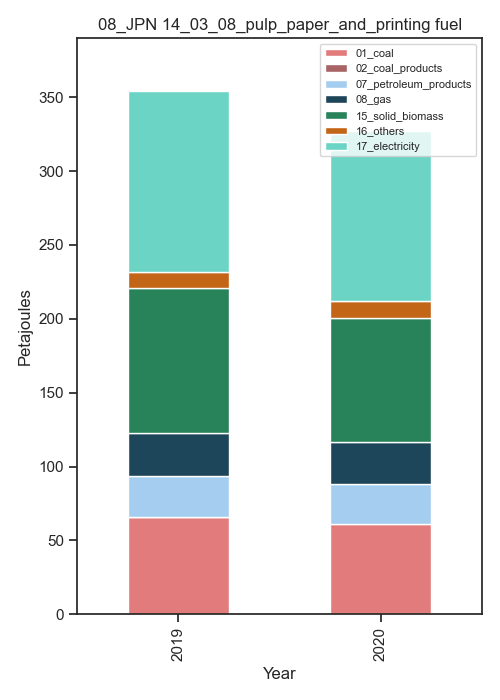 08_JPN 14_03_08_pulp_paper_and_printing fuel
01_coal
02_coal_products
07_petroleum_products
08_gas
15_solid_biomass
16_others
17_electricity
Petajoules
350
300
250
200
150
100
50
0
2019
2020
Year